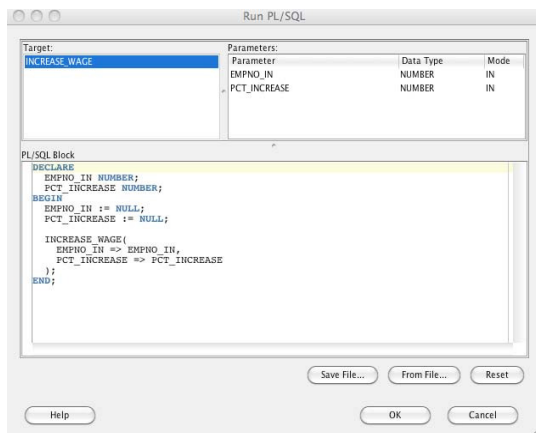 Run PL/SQL
Target:
INCREASE_WAGE
Parameters:
Parameter Data Type Mode
EMPNO_IN NUMBER IN
PCT_INCREASE NUMBER IN
PL/SQL Block
DECLARE
EMPNO_IN NUMBER;
PCT_INCREASE NUMBER;
BEGIN
EMPNO_IN := NULL;
PCT_INCREASE := NULL;
INCREASE_WAGE(
EMPNO_IN => EMPNO_IN,
PCT_INCREASE => PCT_INCREASE
);
END;
Save File... From File... Reset
Help OK Cancel